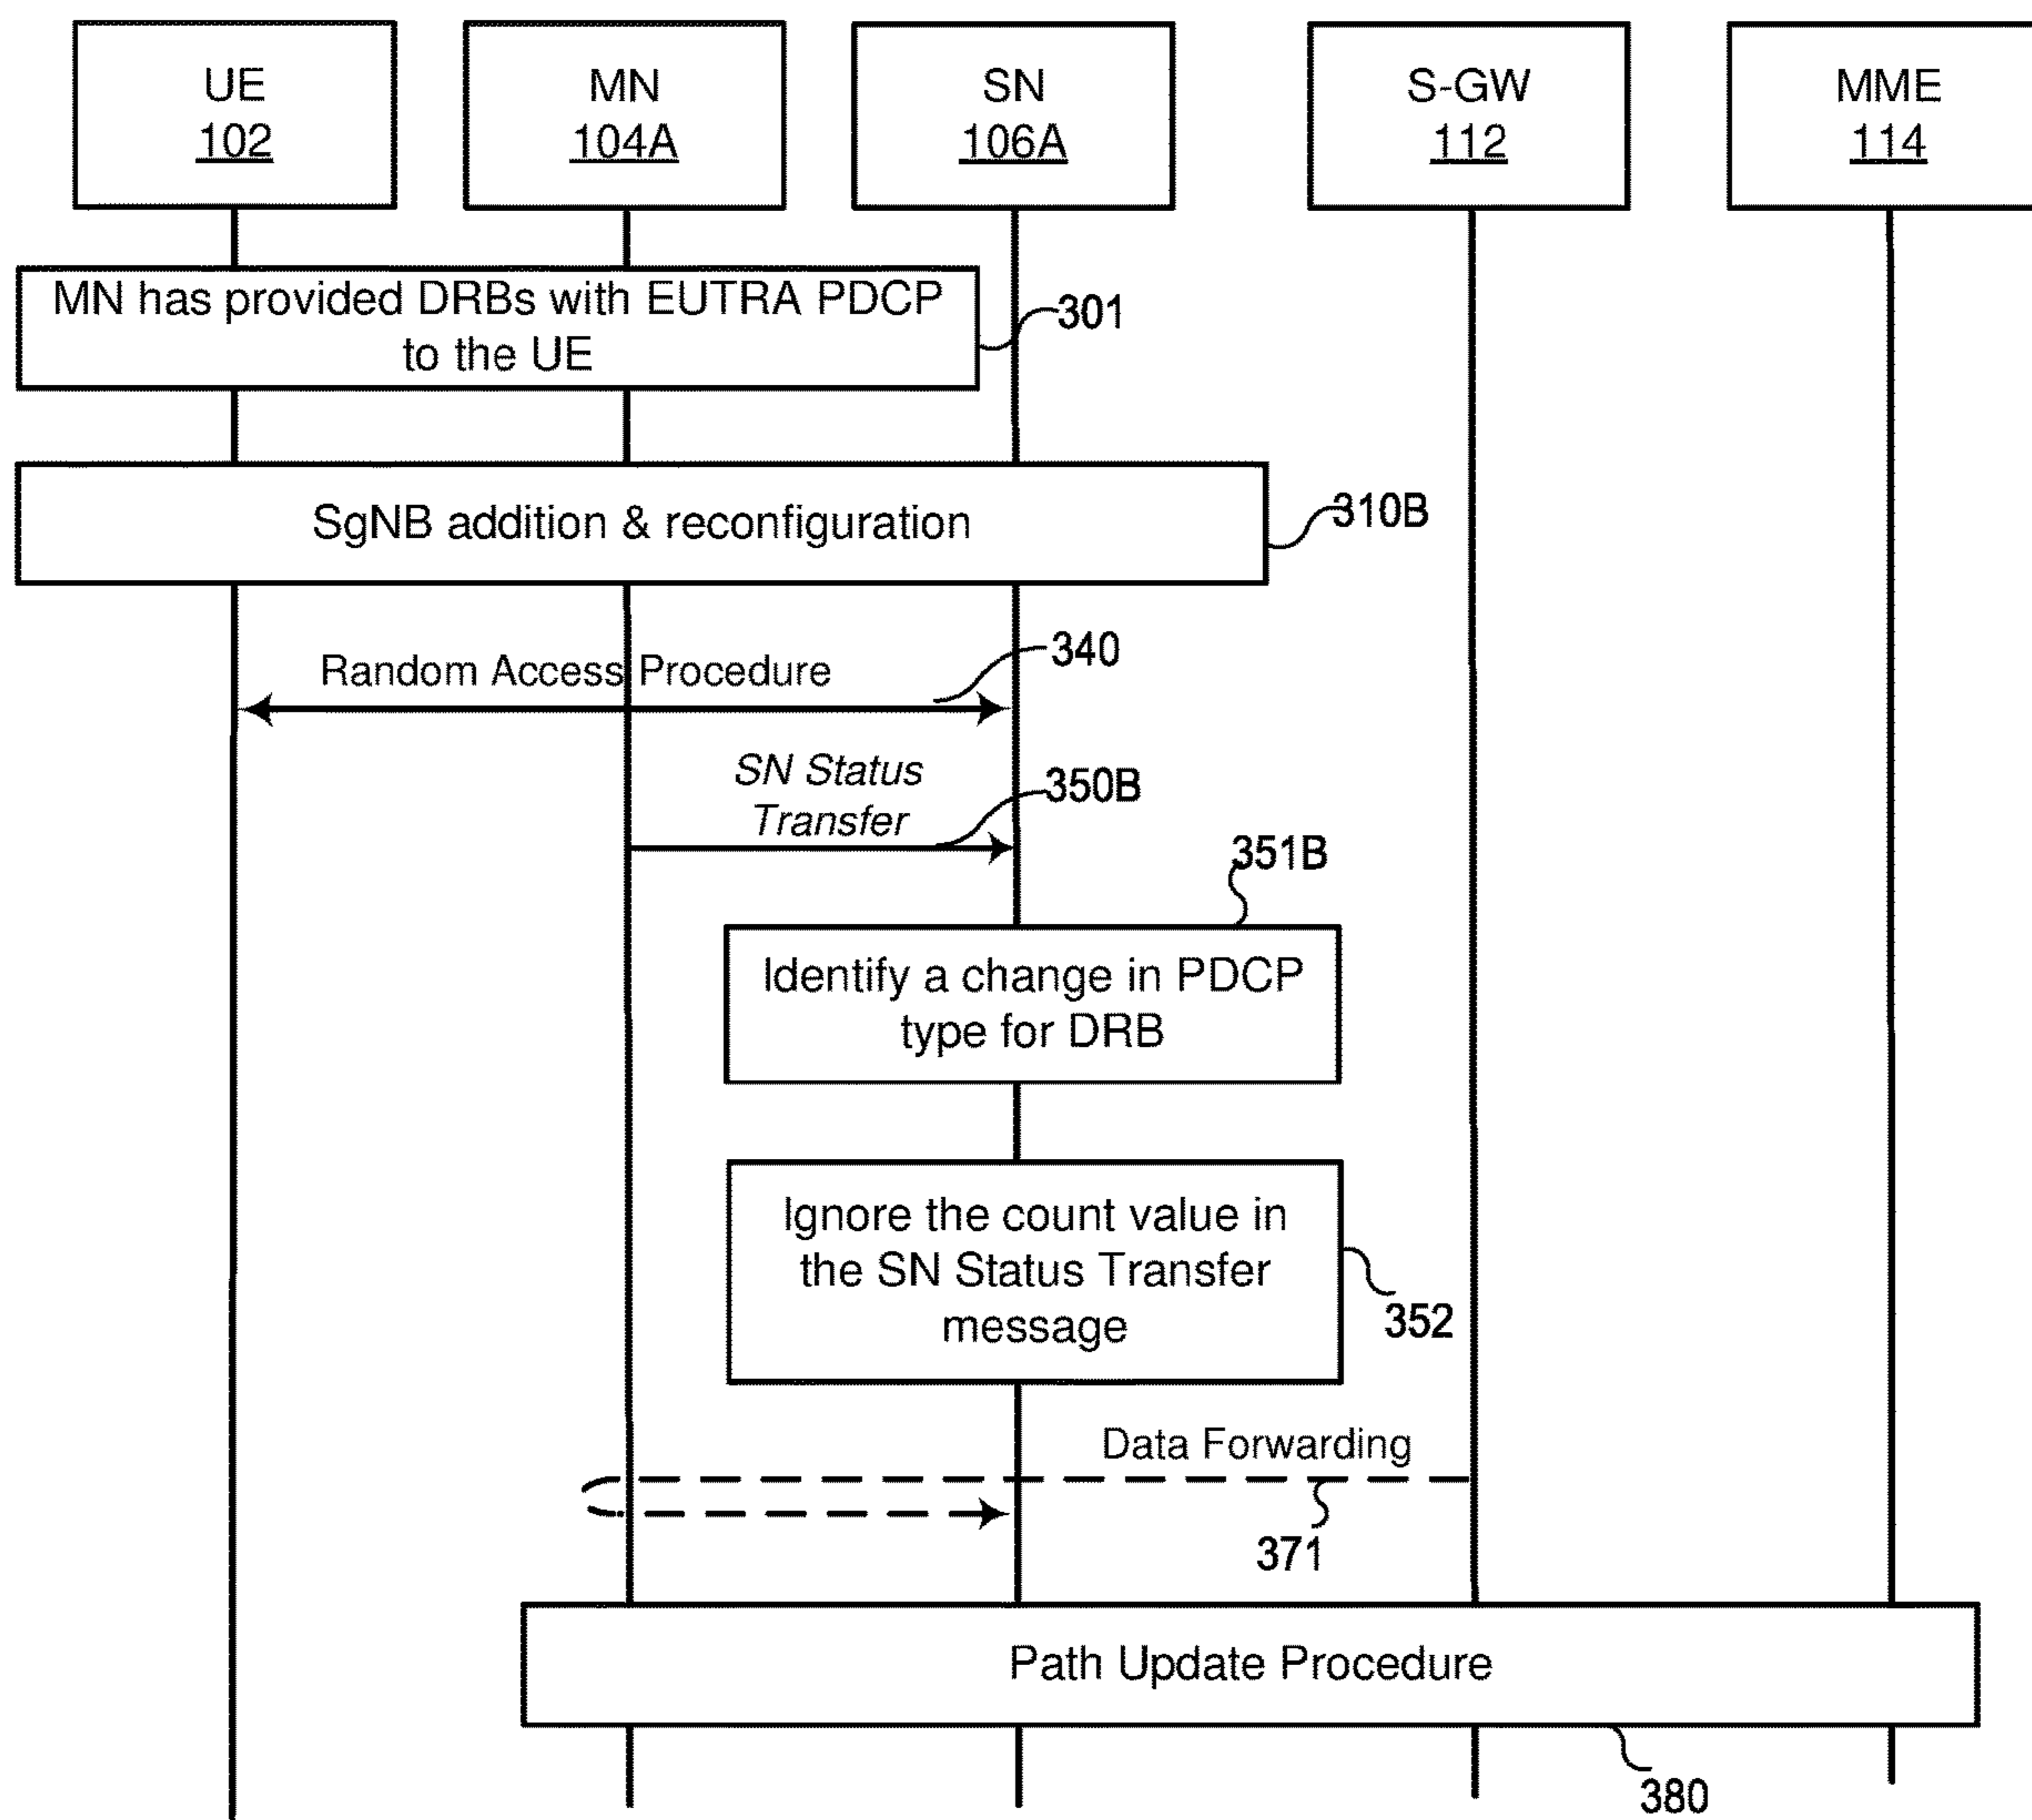 UE
102
MN
104A
SN
106A
S-GW
112
MME
114
MN has provided DRBs with EUTRA PDCP
to the UE
301
SgNB addition & reconfiguration
310B
Random Access Procedure
340
SN Status
Transfer
350B
351B
Identify a change in PDCP
type for DRB
Ignore the count value in
the SN Status Transfer
message
352
Data Forwarding
371
Path Update Procedure
380